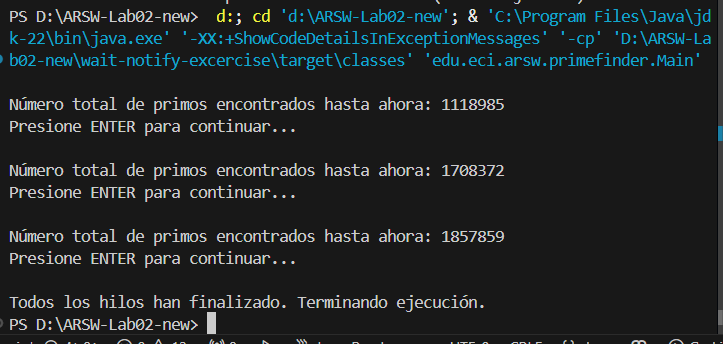 PS D:\ARSW-Lab02-new>  d:; cd 'd:\ARSW-Lab02-new'; & 'C:\Program Files\Java\jd
k-22\bin\java.exe' '-XX:+ShowCodeDetailsInExceptionMessages' '-cp' 'D:\ARSW-La
b02-new\wait-notify-excercise\target\classes' 'edu.eci.arsw.primefinder.Main'
Número total de primos encontrados hasta ahora: 1118985
Presione ENTER para continuar...
Número total de primos encontrados hasta ahora: 1708372
Presione ENTER para continuar...
Número total de primos encontrados hasta ahora: 1857859
Presione ENTER para continuar...
Todos los hilos han finalizado. Terminando ejecución.
PS D:\ARSW-Lab02-new>